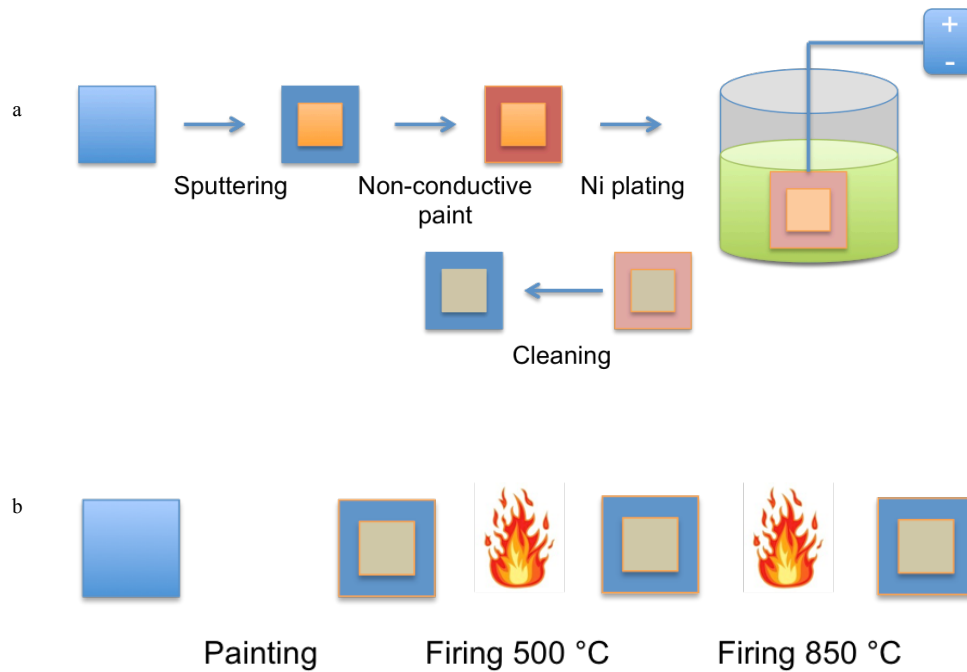 +
-
a
Sputtering
Non-conductive
paint
Ni plating
Cleaning
b
Painting
Firing 500 °C
Firing 850 °C